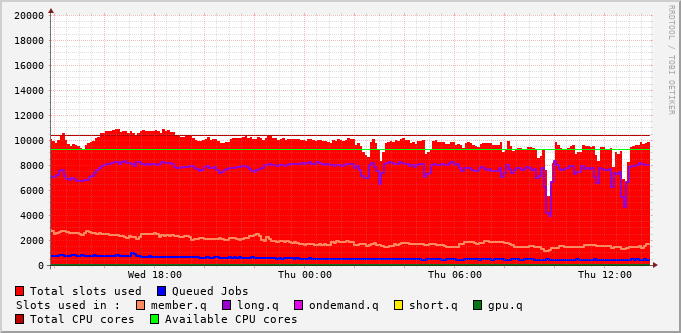 20000
18000
16000
14000
12000
10000
8000
6000
4000
2000
0
Wed 18:00 Thu 00:00 Thu 06:00 Thu 12:00
RRDTOOL / TOBI OETIKER
Total slots used Queued Jobs
Slots used in : member.q long.q ondemand.q short.q gpu.q
Total CPU cores Available CPU cores